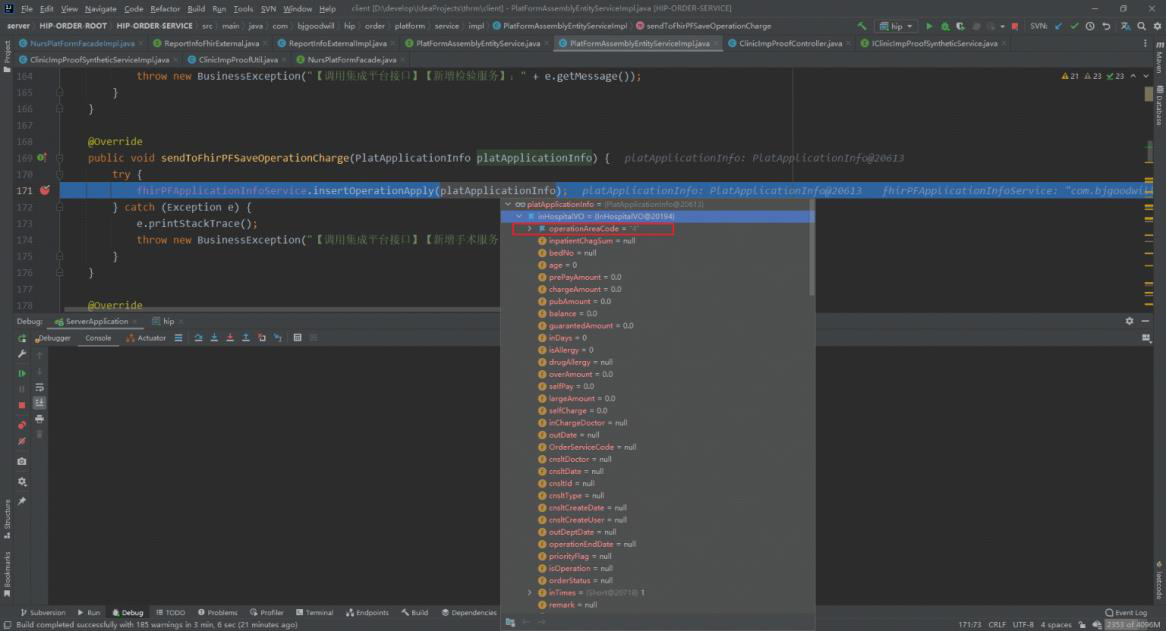 File Edit View Navigate Code Refactor Build Run Tools SVN Window Help client [D:\develop\IdeaProjects\thrm\client] - PlatFormAssemblyEntityServiceImpl.java [HIP-ORDER-SERVICE]
server HIP-ORDER-ROOT HIP-ORDER-SERVICE src main java com bjgoodwill hip order platform service impl PlatFormAssemblyEntityServiceImpl sendToFhirPFSaveOperationCharge hip SVN:
NursPlatFormFacadeImpl.java ReportInfoFhirExternal.java ReportInfoExternalImpl.java PlatFormAssemblyEntityService.java PlatFormAssemblyEntityServiceImpl.java ClinicImpProofController.java IClinicImpProofSyntheticService.java
ClinicImpProofSyntheticServiceImpl.java ClinicImpProofUtil.java NursPlatFormFacade.java
Project
Maven
Database
164 throw new BusinessException("【调用集成平台接口】【新增检验服务】：" + e.getMessage()); 21 23 23
165 }
166 }
167
168 @Override
169 public void sendToFhirPFSaveOperationCharge(PlatApplicationInfo platApplicationInfo) { platApplicationInfo: PlatApplicationInfo@20613
170 try {
171 fhirPFApplicationInfoService.insertOperationApply(platApplicationInfo); platApplicationInfo: PlatApplicationInfo@20613 fhirPFApplicationInfoService: "com.bjgoodwil
172 } catch (Exception e) {
173 e.printStackTrace();
174 throw new BusinessException("【调用集成平台接口】【新增手术服务
175 }
176 }
177
178 @Override
platApplicationInfo = (PlatApplicationInfo@20613)
inHospitalVO = (InHospitalVO@20194)
operationAreaCode = "4"
inpatientChagSum = null
bedNo = null
age = 0
prePayAmount = 0.0
chargeAmount = 0.0
pubAmount = 0.0
balance = 0.0
guarantedAmount = 0.0
inDays = 0
isAllergy = 0
drugAllergy = null
overAmount = 0.0
selfPay = 0.0
largeAmount = 0.0
selfCharge = 0.0
inChargeDoctor = null
outDate = null
OrderServiceCode = null
cnsltDoctor = null
cnsltDate = null
cnsltId = null
cnsltType = null
cnsltCreateDate = null
cnsltCreateUser = null
outDeptDate = null
operationEndDate = null
priorityFlag = null
isOperation = null
orderStatus = null
inTimes = (Short@20718) 1
remark = null
Debug: ServerApplication hip
Debugger Console Actuator
Structure
Bookmarks
leetcode
Subversion Run Debug TODO Problems Profiler Terminal Endpoints Build Dependencies Event Log
Build completed successfully with 185 warnings in 3 min, 6 sec (21 minutes ago) 171:73 CRLF UTF-8 4 spaces 2353 of 4096M